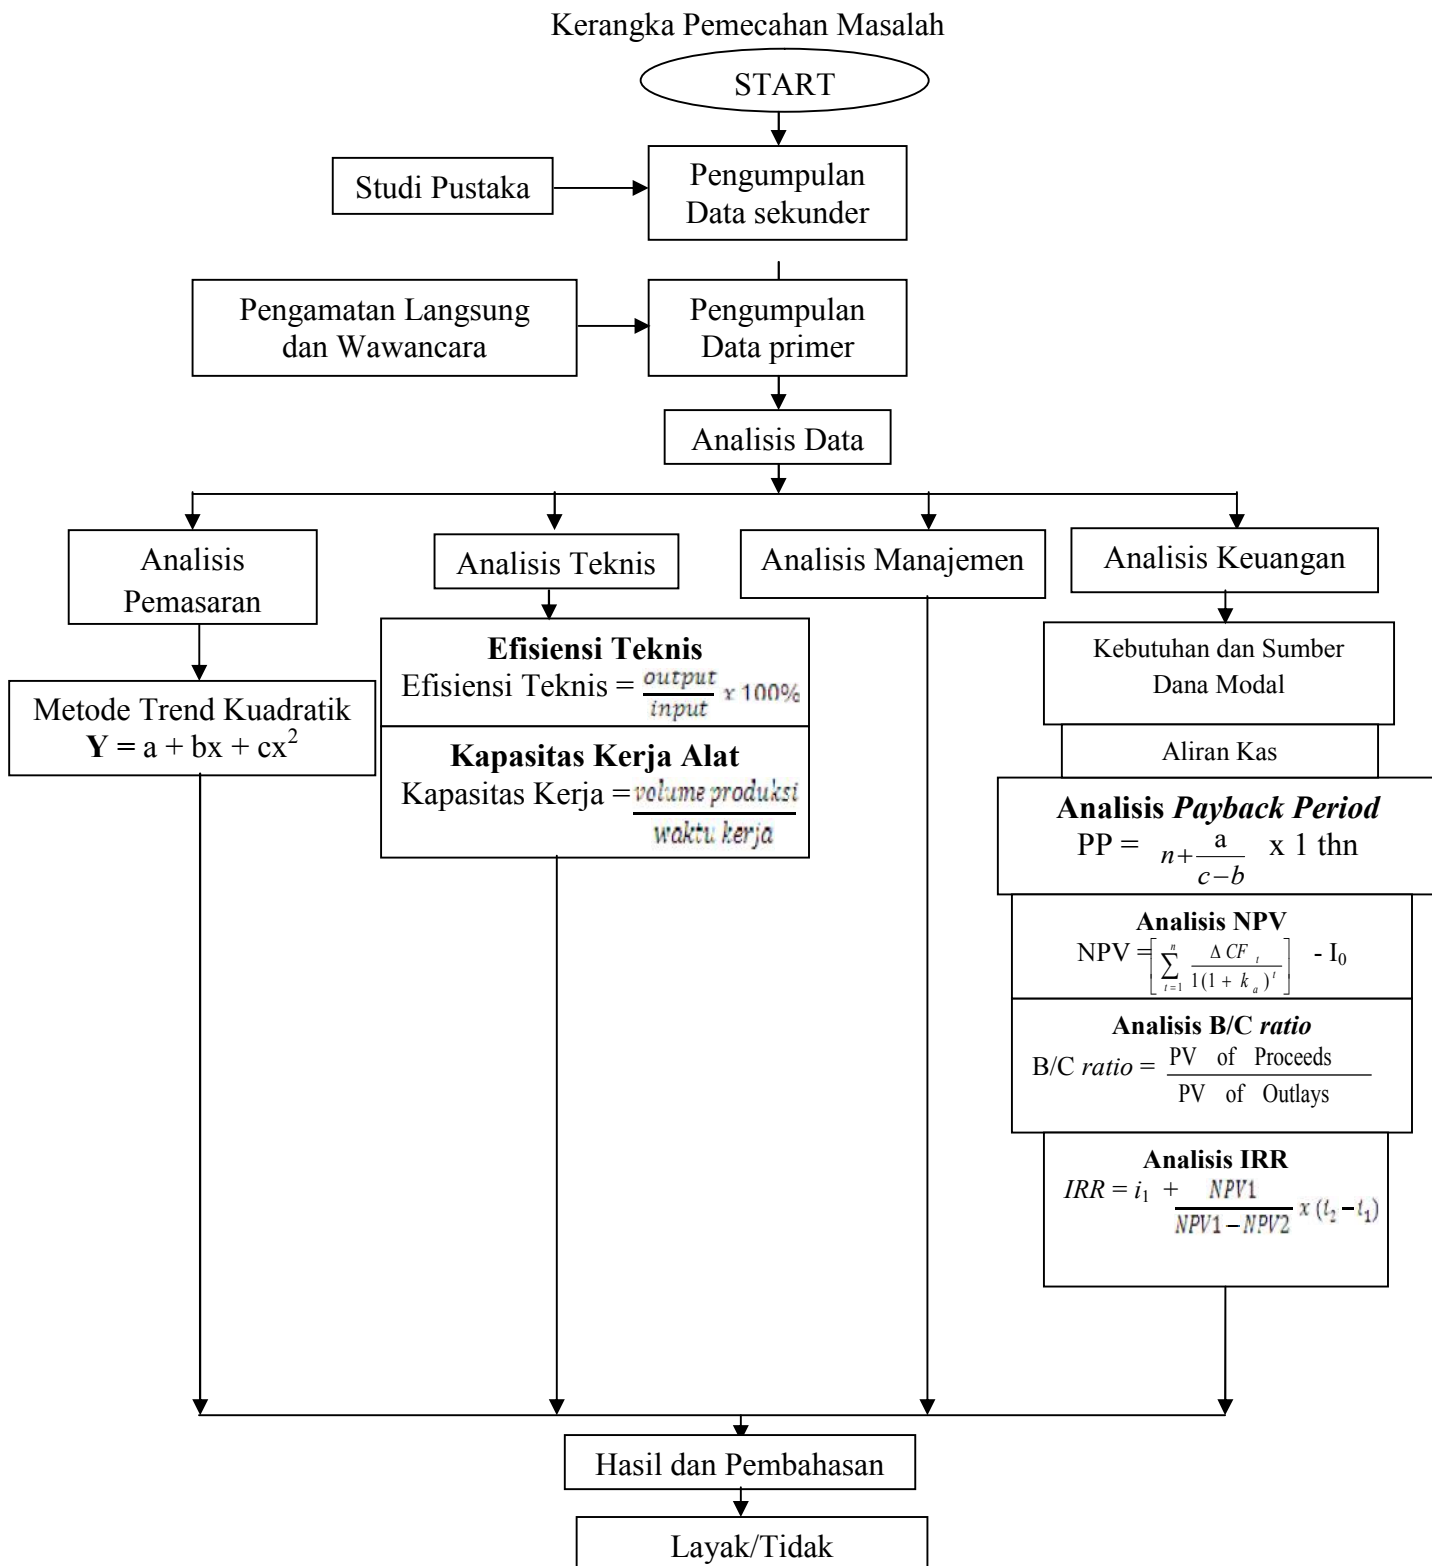 Kerangka Pemecahan Masalah
START
Studi Pustaka
Pengumpulan
Data sekunder
Pengamatan Langsung
dan Wawancara
Pengumpulan
Data primer
Analisis Data
Analisis
Pemasaran
Metode Trend Kuadratik
Y = a + bx + cx²
Analisis Teknis
Efisiensi Teknis
Efisiensi Teknis = output / input x 100%
Kapasitas Kerja Alat
Kapasitas Kerja = volume produksi / waktu kerja
Analisis Manajemen
Analisis Keuangan
Kebutuhan dan Sumber
Dana Modal
Aliran Kas
Analisis Payback Period
PP = n + a / c – b x 1 thn
Analisis NPV
NPV = [ ∑ t=1 n Δ CF t / 1(1 + k a) t ] - I₀
Analisis B/C ratio
B/C ratio = PV of Proceeds / PV of Outlays
Analisis IRR
IRR = i₁ + NPV1 / NPV1 – NPV2 x (i₂ – i₁)
Hasil dan Pembahasan
Layak/Tidak